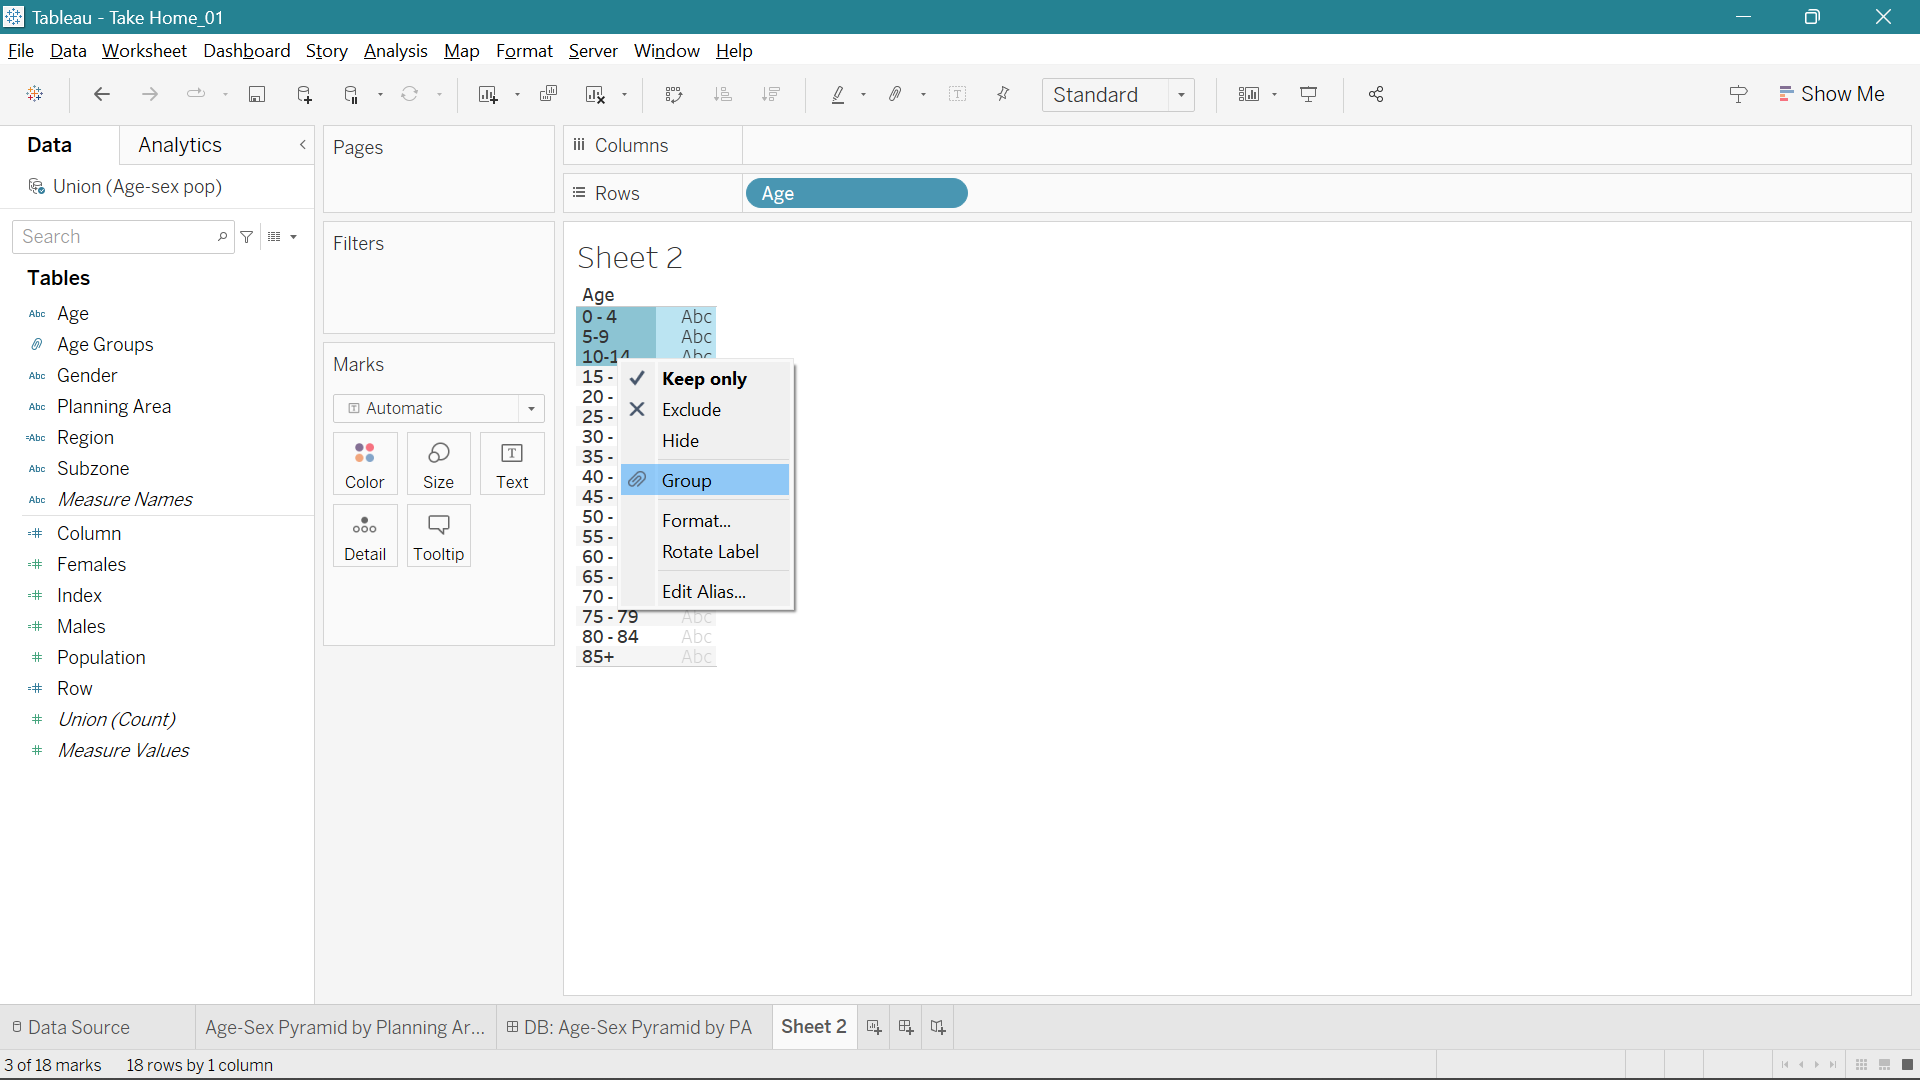 Tableau - Take Home_01
File Data Worksheet Dashboard Story Analysis Map Format Server Window Help
Standard
Show Me
Data Analytics
Union (Age-sex pop)
Search
Tables
Abc Age
Age Groups
Abc Gender
Abc Planning Area
=Abc Region
Abc Subzone
Abc Measure Names
=# Column
=# Females
=# Index
=# Males
# Population
=# Row
# Union (Count)
# Measure Values
Pages
Filters
Marks
Automatic
Color Size Text
Detail Tooltip
Columns
Rows Age
Sheet 2
Age
0 - 4 Abc
5-9 Abc
10-14 Abc
15 -
20 -
25 -
30 -
35 -
40 -
45 -
50 -
55 -
60 -
65 -
70 -
75 - 79 Abc
80 - 84 Abc
85+ Abc
Keep only
Exclude
Hide
Group
Format...
Rotate Label
Edit Alias...
Data Source Age-Sex Pyramid by Planning Ar... DB: Age-Sex Pyramid by PA Sheet 2
3 of 18 marks 18 rows by 1 column